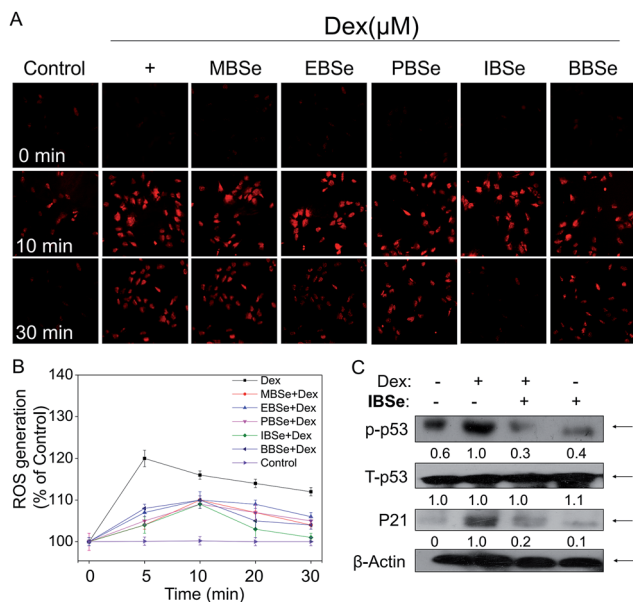 A
Dex(μM)
Control + MBSe EBSe PBSe IBSe BBSe
0 min
10 min
30 min
B
ROS generation
(% of Control)
140
130
120
110
100
Dex
MBSe+Dex
EBSe+Dex
PBSe+Dex
IBSe+Dex
BBSe+Dex
Control
0 5 10 20 30
Time (min)
C
Dex: - + + -
IBSe: - - + +
p-p53
0.6 1.0 0.3 0.4
T-p53
1.0 1.0 1.0 1.1
P21
0 1.0 0.2 0.1
β-Actin